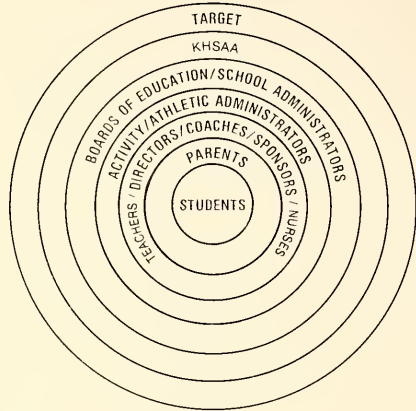 TARGET
KHSAA
BOARDS OF EDUCATION/SCHOOL ADMINISTRATORS
ACTIVITY/ATHLETIC ADMINISTRATORS
TEACHERS/DIRECTORS/COACHES/SPONSORS/NURSES
PARENTS
STUDENTS